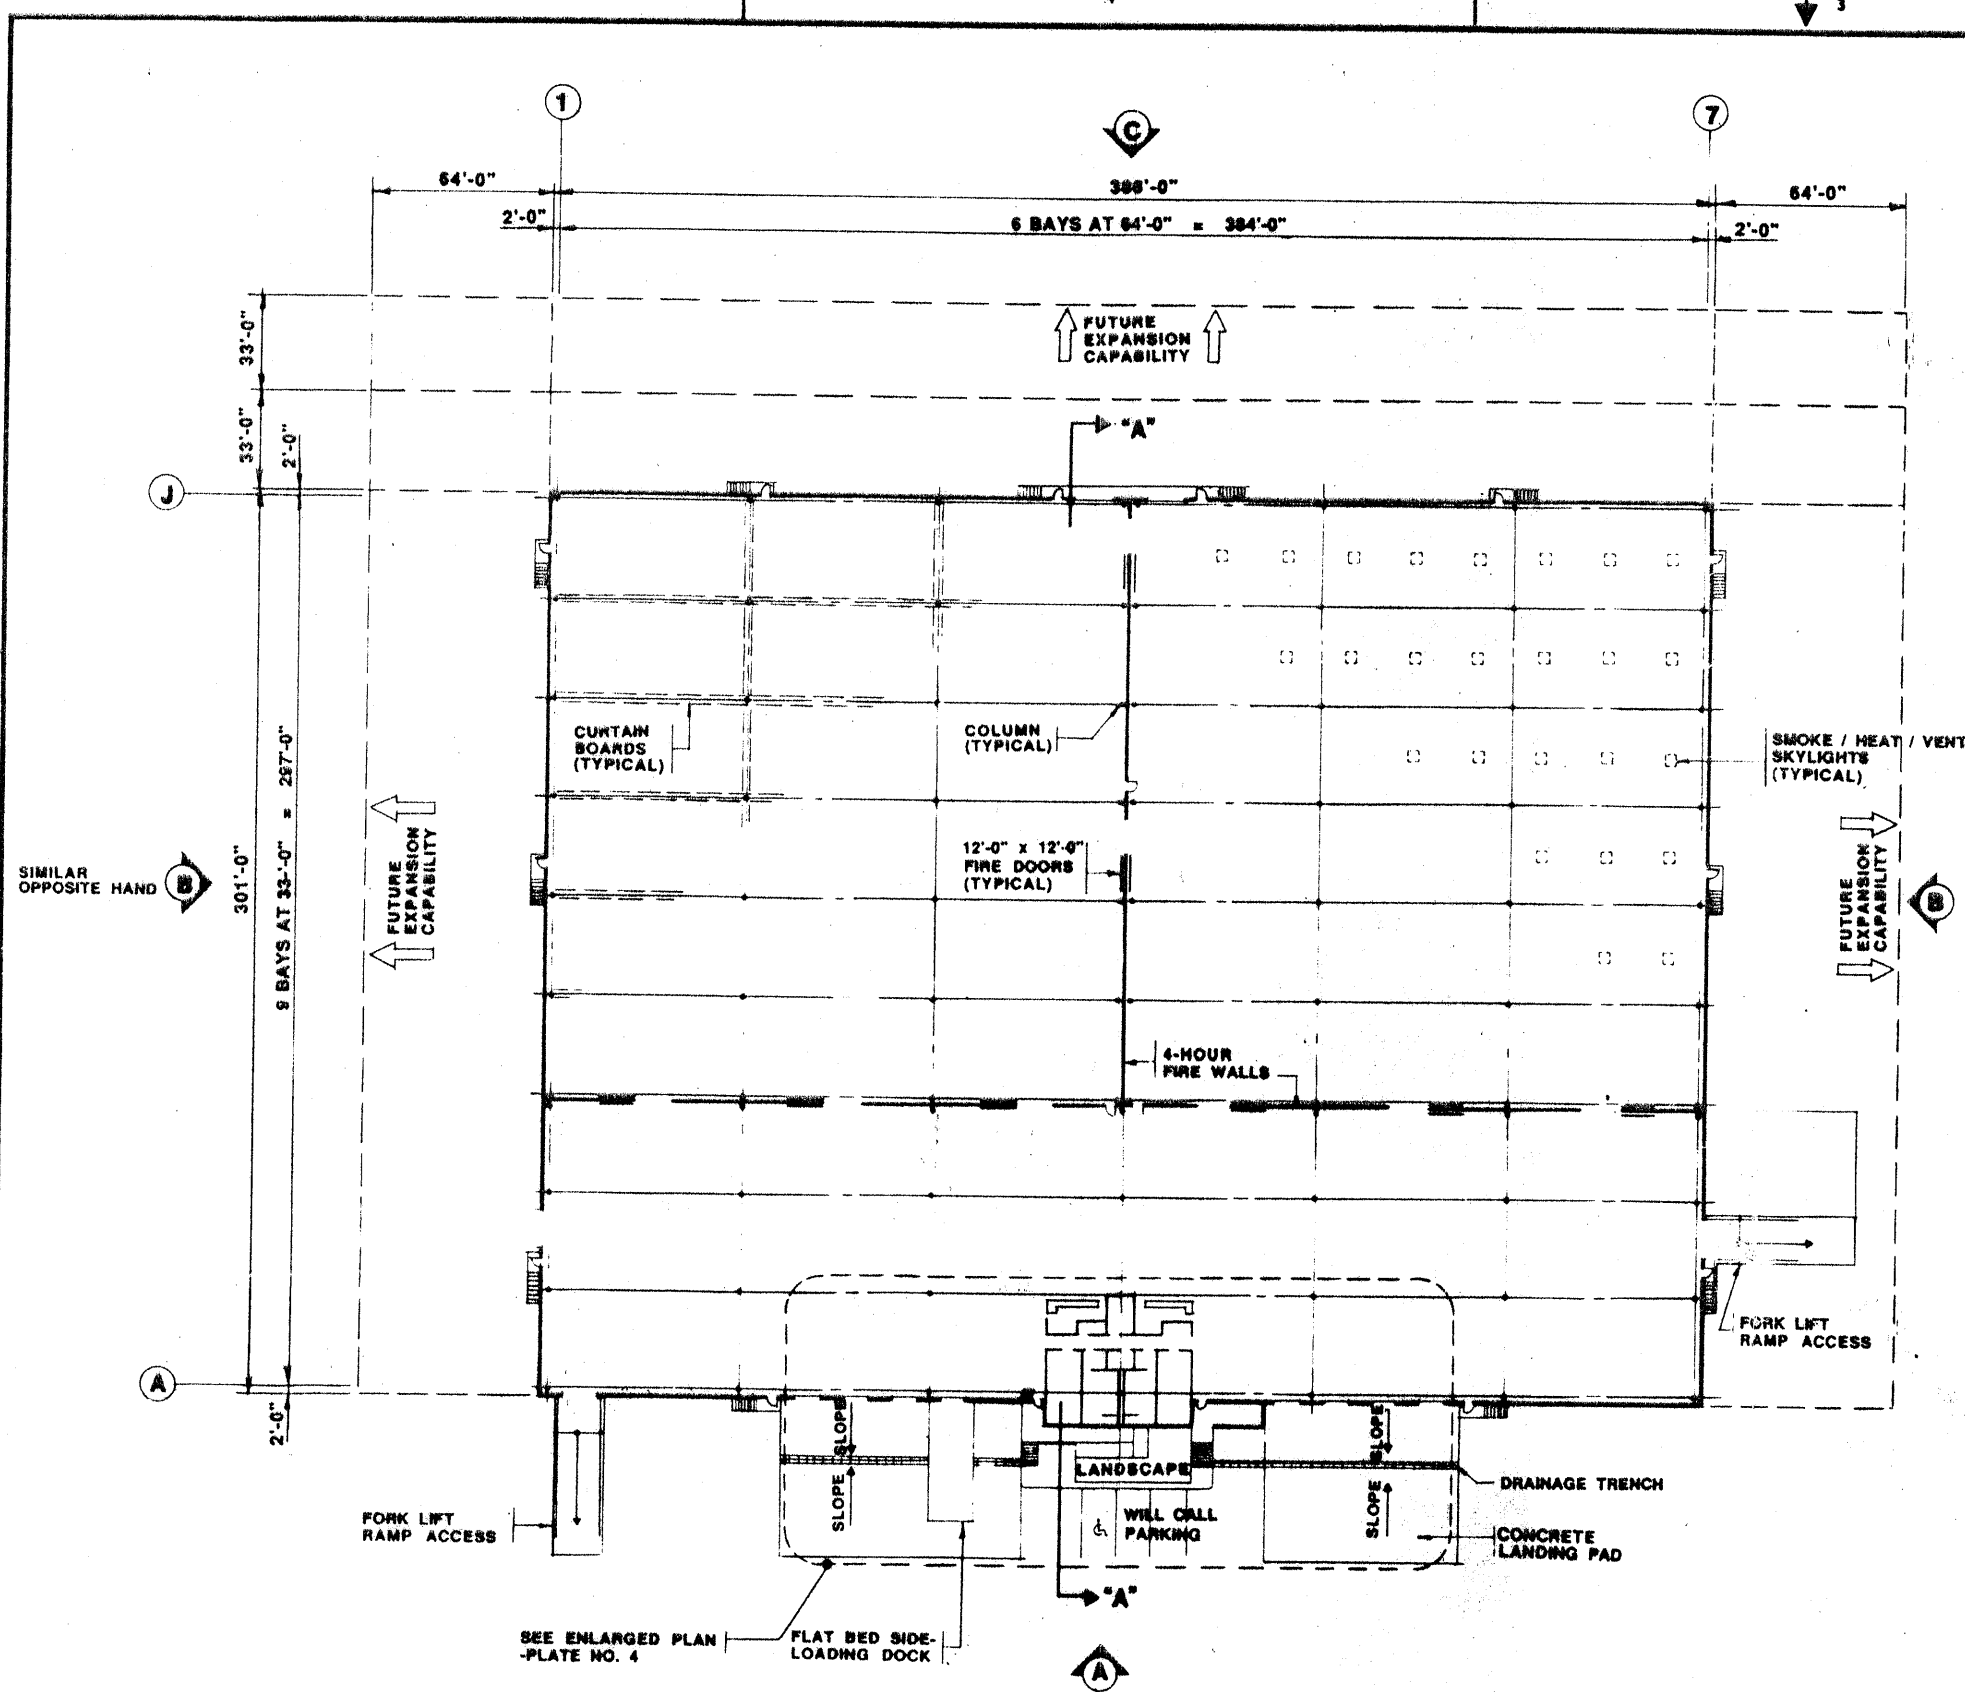 3
1
7
C
64'-0"
388'-0"
64'-0"
2'-0"
6 BAYS AT 64'-0" = 384'-0"
2'-0"
33'-0"
FUTURE
EXPANSION
CAPABILITY
33'-0"
2'-0"
"A"
J
CURTAIN
BOARDS
(TYPICAL)
COLUMN
(TYPICAL)
SMOKE / HEAT / VENT
SKYLIGHTS
(TYPICAL)
9 BAYS AT 33-'-0" = 297'-0"
301'-0"
12'-0" x 12'-0"
FIRE DOORS
(TYPICAL)
SIMILAR
OPPOSITE HAND
B
FUTURE
EXPANSION
CAPABILITY
FUTURE
EXPANSION
CAPABILITY
B
4-HOUR
FIRE WALLS
FORK LIFT
RAMP ACCESS
A
2'-0"
SLOPE
SLOPE
SLOPE
SLOPE
LANDSCAPE
DRAINAGE TRENCH
WILL CALL
PARKING
FORK LIFT
RAMP ACCESS
CONCRETE
LANDING PAD
"A"
SEE ENLARGED PLAN
-PLATE NO. 4
FLAT BED SIDE-
LOADING DOCK
A